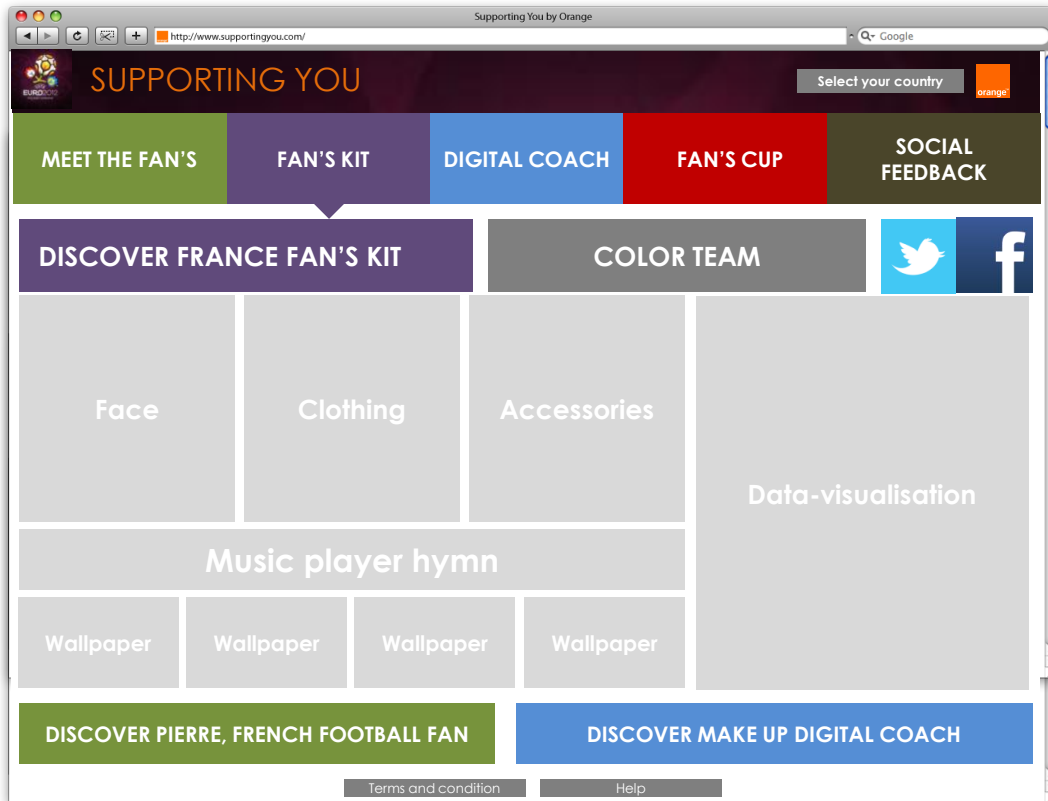 Supporting You by Orange
http://www.supportingyou.com/
Google
EURO2012
SUPPORTING YOU
Select your country
orange
MEET THE FAN'S
FAN'S KIT
DIGITAL COACH
FAN'S CUP
SOCIAL
FEEDBACK
DISCOVER FRANCE FAN'S KIT
COLOR TEAM
Face
Clothing
Accessories
Data-visualisation
Music player hymn
Wallpaper
Wallpaper
Wallpaper
Wallpaper
DISCOVER PIERRE, FRENCH FOOTBALL FAN
DISCOVER MAKE UP DIGITAL COACH
Terms and condition
Help